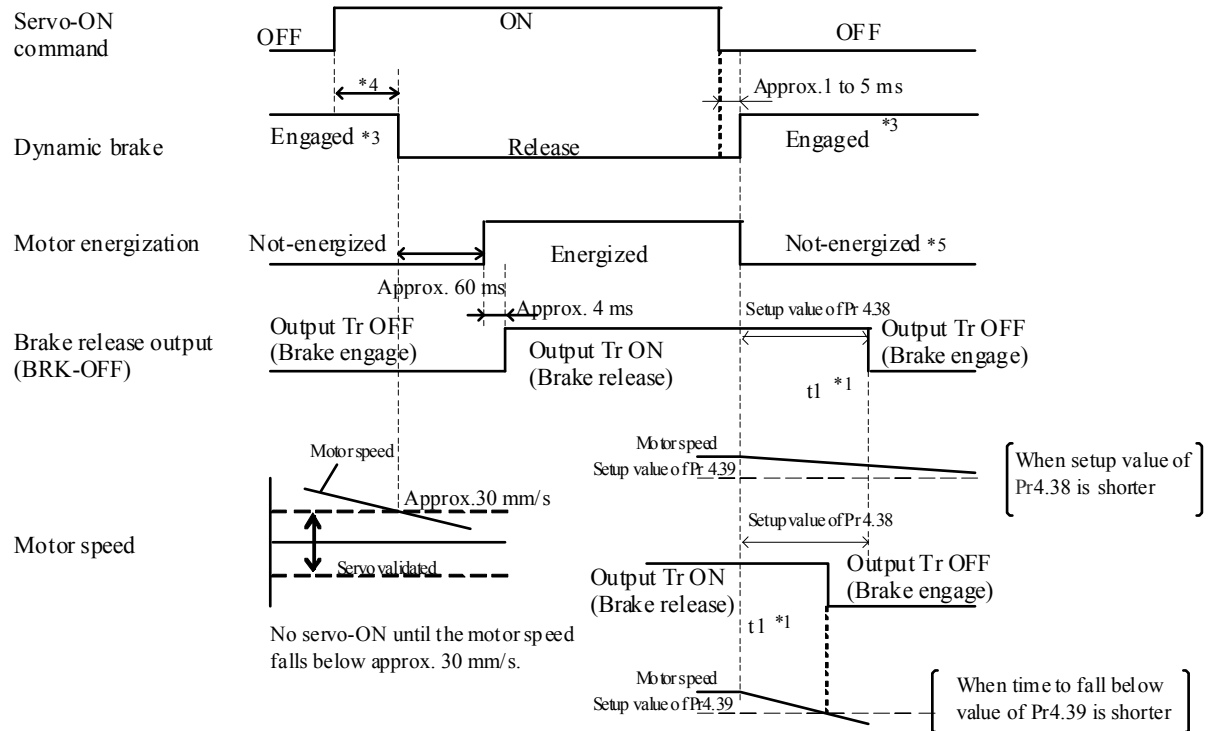 Servo-ON
command
OFF
ON
OFF
*4
Approx.1 to 5 ms
Dynamic brake
Engaged *3
Release
Engaged *3
Motor energization
Not-energized
Energized
Not-energized *5
Approx. 60 ms
Approx. 4 ms
Setup value of Pr 4.38
Brake release output
(BRK-OFF)
Output Tr OFF
(Brake engage)
Output Tr ON
(Brake release)
Output Tr OFF
(Brake engage)
t1 *1
Motor speed
Setup value of Pr 4.39
When setup value of
Pr4.38 is shorter
Motor speed
Motor speed
Approx.30 mm/s
Servo validated
No servo-ON until the motor speed
falls below approx. 30 mm/s.
Setup value of Pr 4.38
Output Tr ON
(Brake release)
Output Tr OFF
(Brake engage)
t1 *1
Motor speed
Setup value of Pr4.39
When time to fall below
value of Pr4.39 is shorter